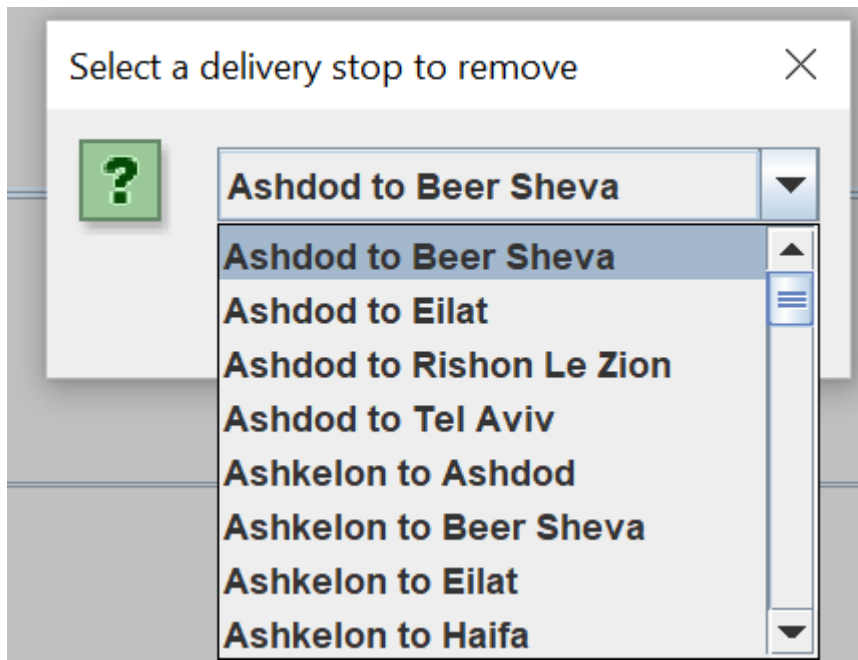 Select a delivery stop to remove
?
Ashdod to Beer Sheva
Ashdod to Beer Sheva
Ashdod to Eilat
Ashdod to Rishon Le Zion
Ashdod to Tel Aviv
Ashkelon to Ashdod
Ashkelon to Beer Sheva
Ashkelon to Eilat
Ashkelon to Haifa